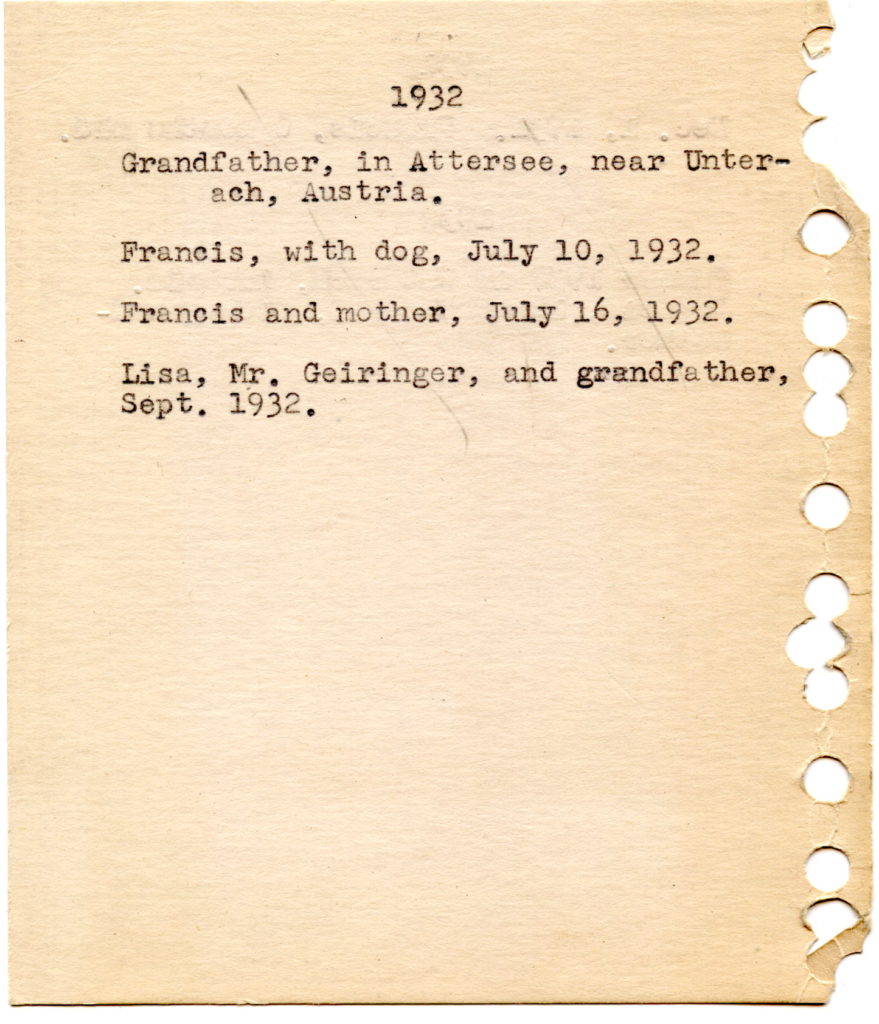 1932
Grandfather, in Attersee, near Unter-
ach, Austria.
Francis, with dog, July 10, 1932.
Francis and mother, July 16, 1932.
Lisa, Mr. Geiringer, and grandfather,
Sept. 1932.